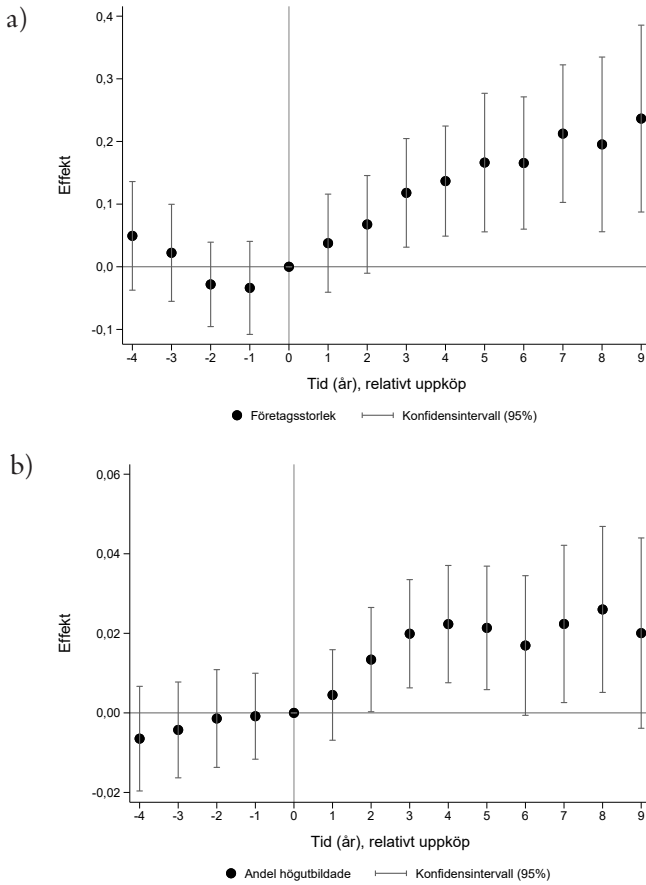 a)
0,4
0,3
0,2
0,1
0,0
-0,1
Effekt
-4 -3 -2 -1 0 1 2 3 4 5 6 7 8 9
Tid (år), relativt uppköp
Företagsstorlek Konfidensintervall (95%)
b)
0,06
0,04
0,02
0,00
-0,02
Effekt
-4 -3 -2 -1 0 1 2 3 4 5 6 7 8 9
Tid (år), relativt uppköp
Andel högutbildade Konfidensintervall (95%)